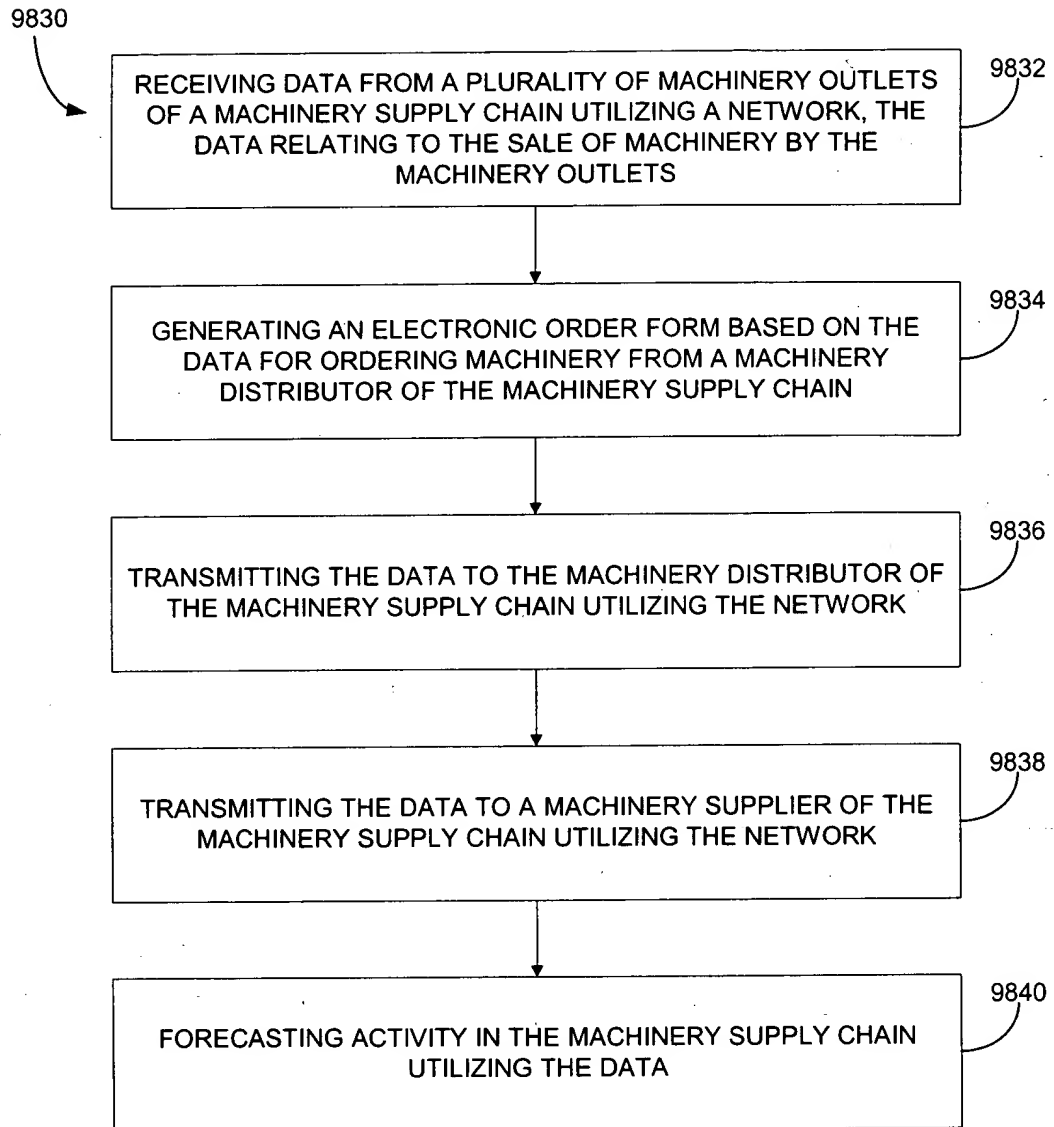 9830
RECEIVING DATA FROM A PLURALITY OF MACHINERY OUTLETS
OF A MACHINERY SUPPLY CHAIN UTILIZING A NETWORK, THE
DATA RELATING TO THE SALE OF MACHINERY BY THE
MACHINERY OUTLETS
9832
GENERATING AN ELECTRONIC ORDER FORM BASED ON THE
DATA FOR ORDERING MACHINERY FROM A MACHINERY
DISTRIBUTOR OF THE MACHINERY SUPPLY CHAIN
9834
TRANSMITTING THE DATA TO THE MACHINERY DISTRIBUTOR OF
THE MACHINERY SUPPLY CHAIN UTILIZING THE NETWORK
9836
TRANSMITTING THE DATA TO A MACHINERY SUPPLIER OF THE
MACHINERY SUPPLY CHAIN UTILIZING THE NETWORK
9838
FORECASTING ACTIVITY IN THE MACHINERY SUPPLY CHAIN
UTILIZING THE DATA
9840